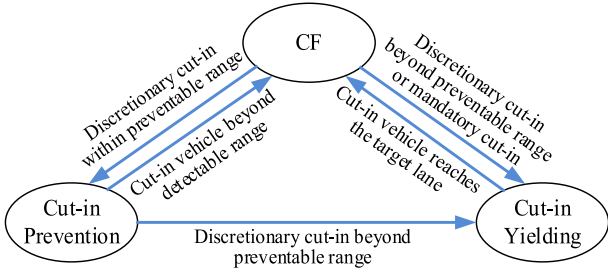 CF
Discretionary cut-in
within preventable range
Cut-in vehicle beyond
detectable range
Discretionary cut-in
beyond preventable range
or mandatory cut-in
Cut-in vehicle reaches
the target lane
Cut-in
Prevention
Cut-in
Yielding
Discretionary cut-in beyond
preventable range